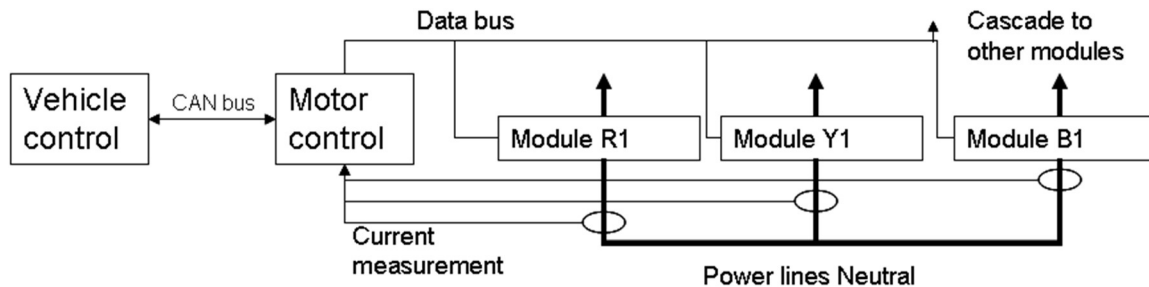 Data bus
Cascade to
other modules
Vehicle
control
CAN bus
Motor
control
Module R1
Module Y1
Module B1
Current
measurement
Power lines Neutral